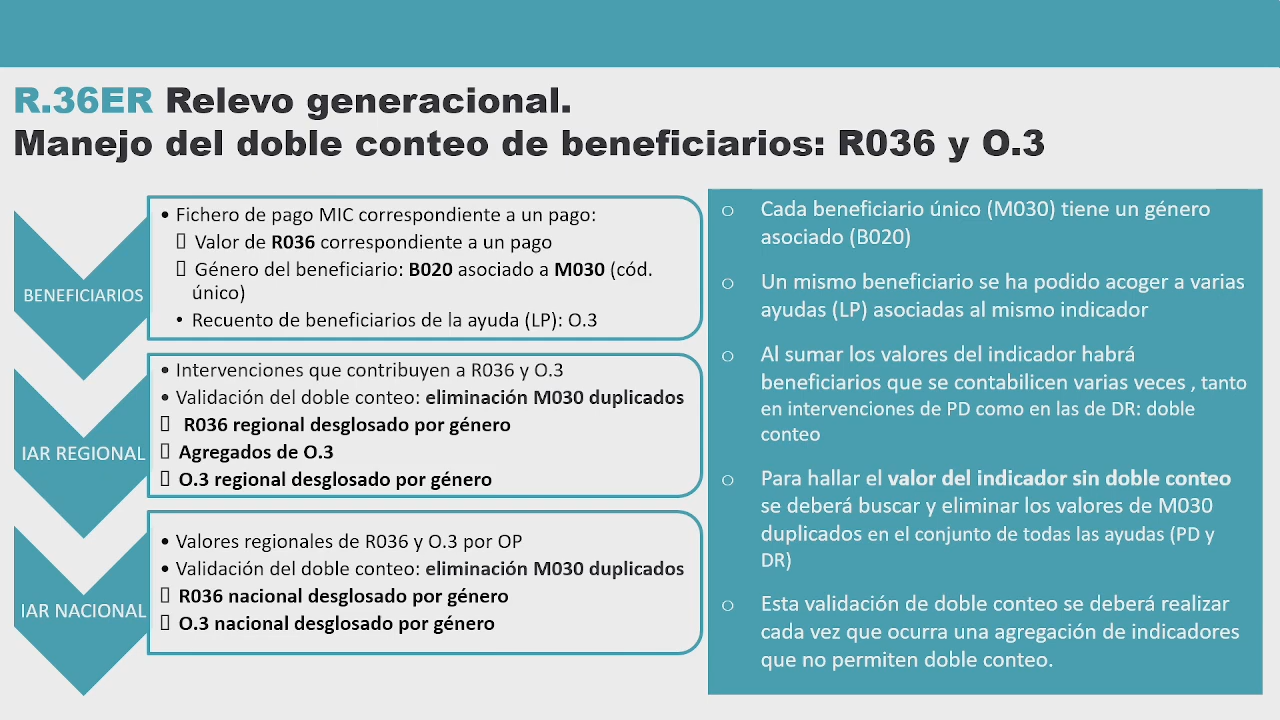 R.36ER Relevo generacional.
Manejo del doble conteo de beneficiarios: R036 y O.3
BENEFICIARIOS
• Fichero de pago MIC correspondiente a un pago:
▯ Valor de R036 correspondiente a un pago
▯ Género del beneficiario: B020 asociado a M030 (cód.
único)
• Recuento de beneficiarios de la ayuda (LP): O.3
IAR REGIONAL
• Intervenciones que contribuyen a R036 y O.3
• Validación del doble conteo: eliminación M030 duplicados
▯ R036 regional desglosado por género
▯ Agregados de O.3
▯ O.3 regional desglosado por género
IAR NACIONAL
• Valores regionales de R036 y O.3 por OP
• Validación del doble conteo: eliminación M030 duplicados
▯ R036 nacional desglosado por género
▯ O.3 nacional desglosado por género
o Cada beneficiario único (M030) tiene un género
asociado (B020)
o Un mismo beneficiario se ha podido acoger a varias
ayudas (LP) asociadas al mismo indicador
o Al sumar los valores del indicador habrá
beneficiarios que se contabilicen varias veces , tanto
en intervenciones de PD como en las de DR: doble
conteo
o Para hallar el valor del indicador sin doble conteo
se deberá buscar y eliminar los valores de M030
duplicados en el conjunto de todas las ayudas (PD y
DR)
o Esta validación de doble conteo se deberá realizar
cada vez que ocurra una agregación de indicadores
que no permiten doble conteo.